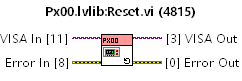 Px00.lvlib:Reset.vi (4815)
VISA In [11]
PX00
[3] VISA Out
Error In [8]
[0] Error Out